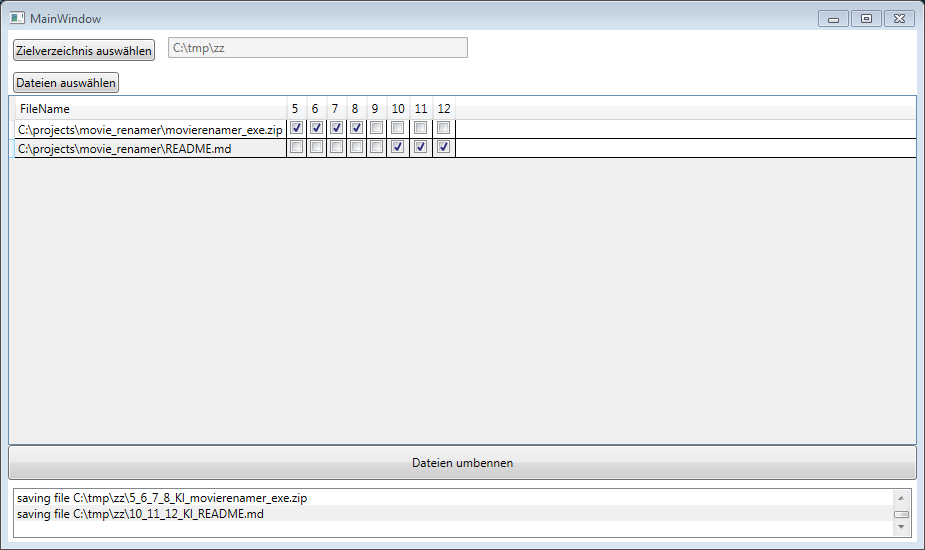 MainWindow
Zielverzeichnis auswählen C:\tmp\zz
Dateien auswählen
FileName 5 6 7 8 9 10 11 12
C:\projects\movie_renamer\movierenamer_exe.zip
C:\projects\movie_renamer\README.md
Dateien umbennen
saving file C:\tmp\zz\5_6_7_8_KI_movierenamer_exe.zip
saving file C:\tmp\zz\10_11_12_KI_README.md